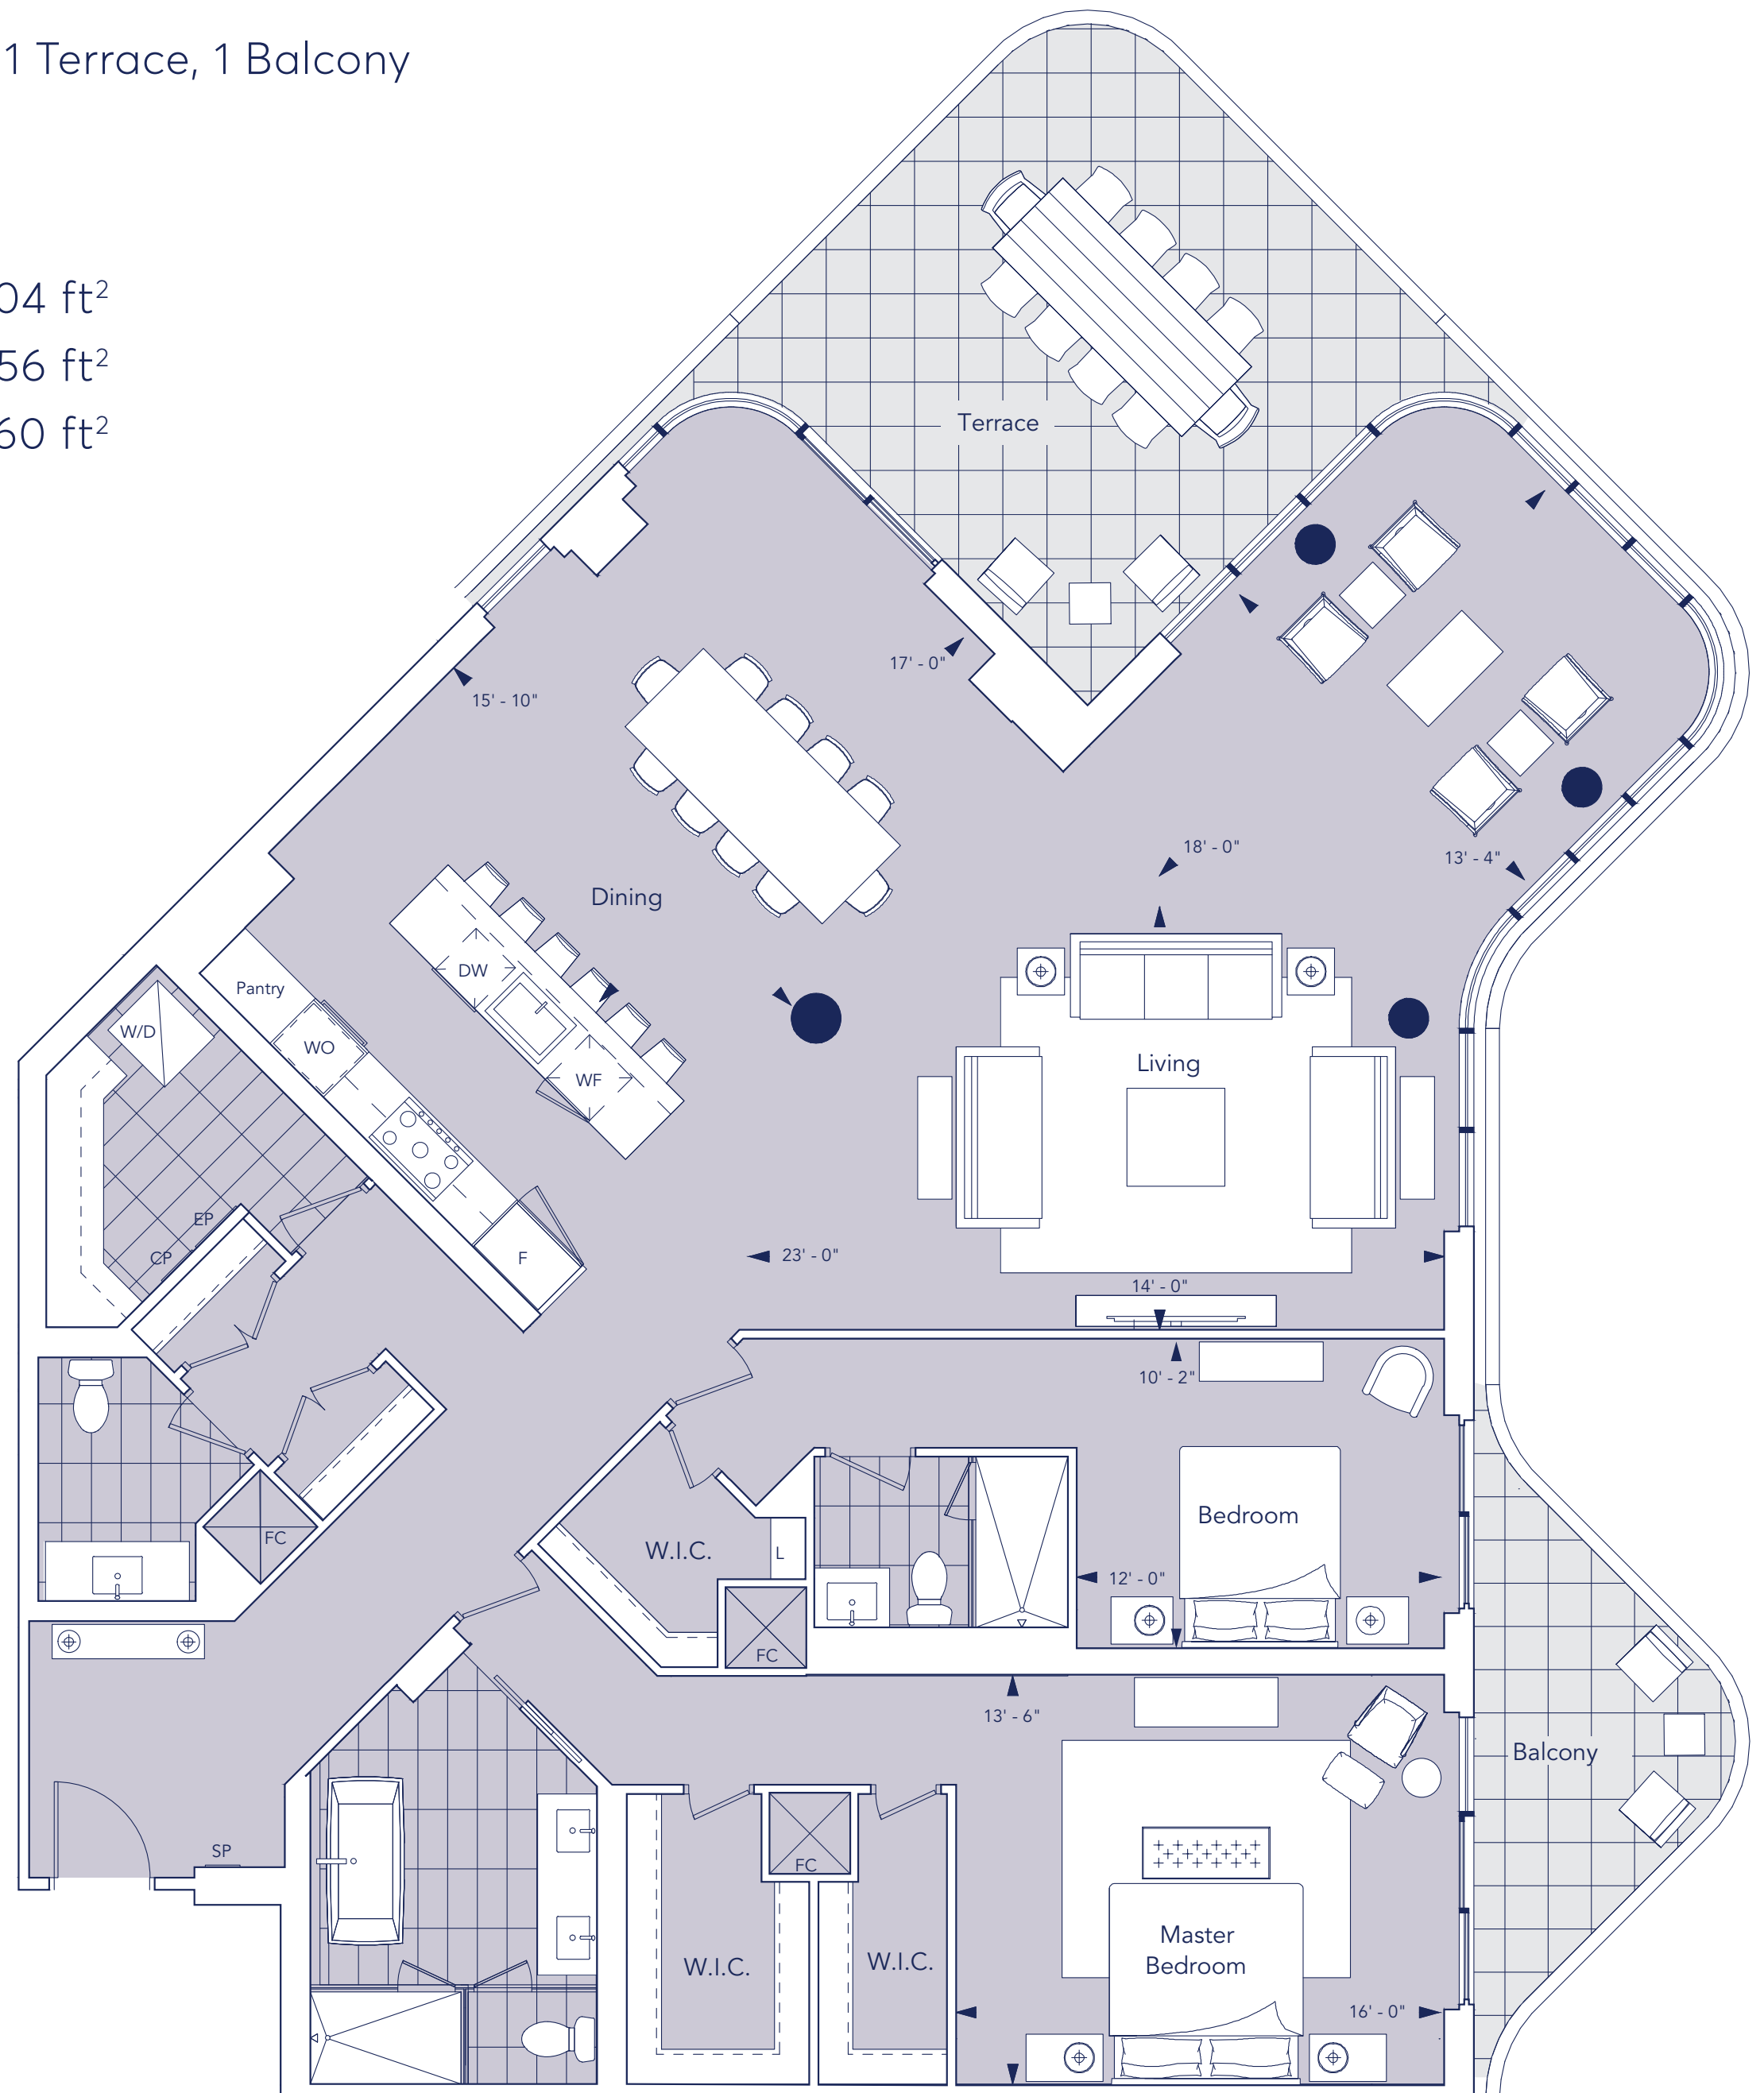 1 Terrace, 1 Balcony
04 ft²
56 ft²
60 ft²
Terrace
17' - 0"
15' - 10"
18' - 0"
13' - 4"
Dining
DW
Pantry
W/D
WO
Living
WF
EP
CP
F
23' - 0"
14' - 0"
10' - 2"
Bedroom
FC
W.I.C.
L
12' - 0"
FC
13' - 6"
Balcony
SP
FC
Master
Bedroom
W.I.C.
W.I.C.
16' - 0"